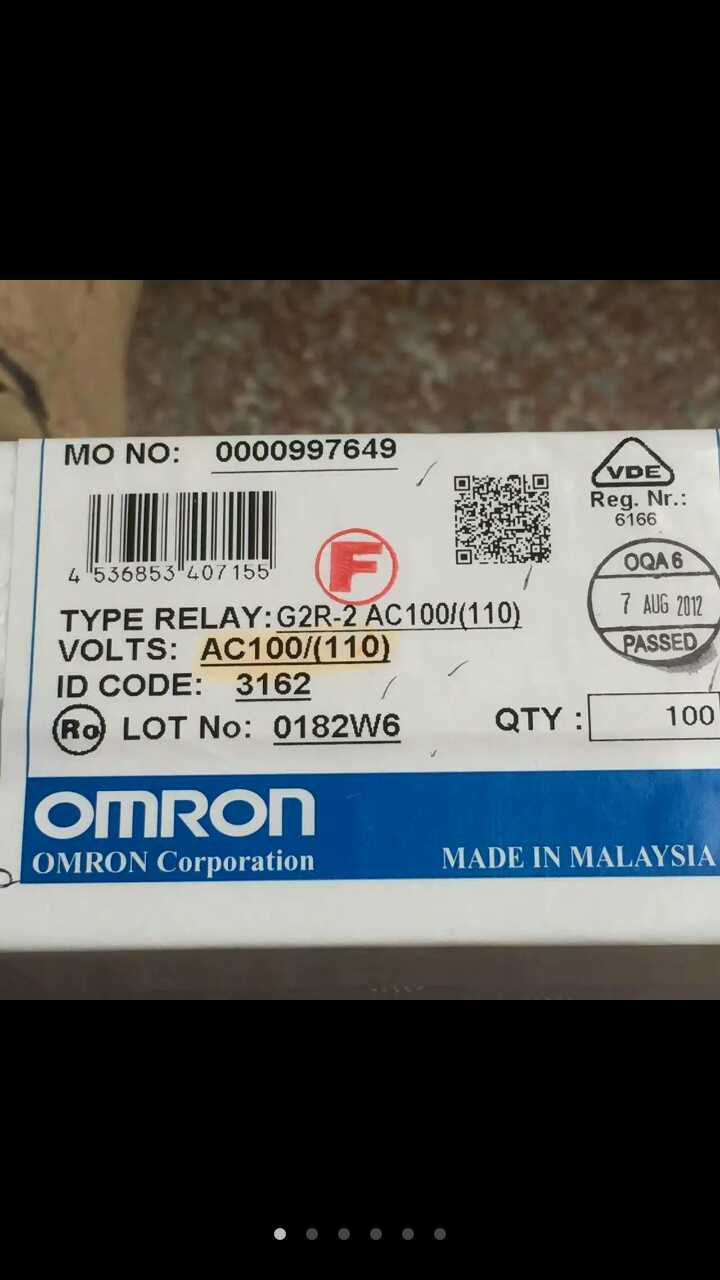 MO NO: 0000997649
VDE
Reg. Nr.:
6166
4 536853 407155
F
OQA6
7 AUG 2012
PASSED
TYPE RELAY: G2R-2 AC100/(110)
VOLTS: AC100/(110)
ID CODE: 3162
Ro LOT No: 0182W6
QTY : 100
OMRON
OMRON Corporation
MADE IN MALAYSIA